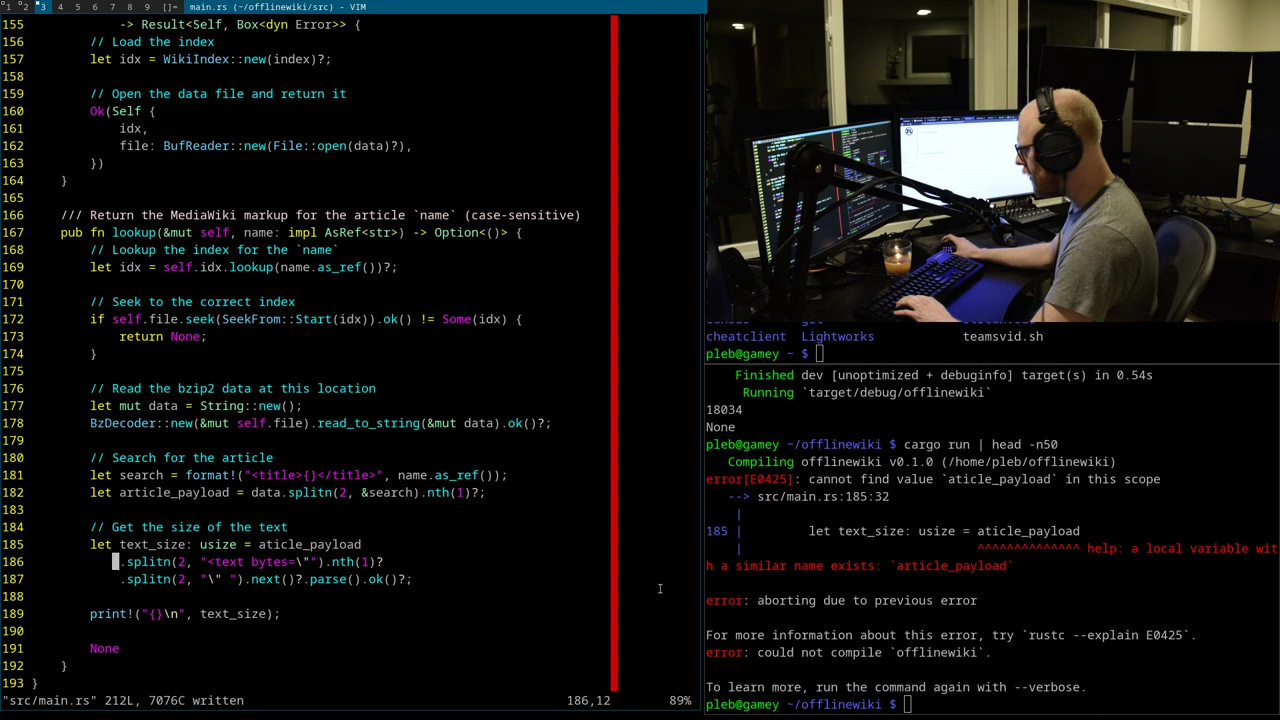 1 2 3 4 5 6 7 8 9 []= main.rs (~/offlinewiki/src) - VIM
155 -> Result<Self, Box<dyn Error>> {
156 // Load the index
157 let idx = WikiIndex::new(index)?;
158
159 // Open the data file and return it
160 Ok(Self {
161 idx,
162 file: BufReader::new(File::open(data)?),
163 })
164 }
165
166 /// Return the MediaWiki markup for the article `name` (case-sensitive)
167 pub fn lookup(&mut self, name: impl AsRef<str>) -> Option<()> {
168 // Lookup the index for the `name`
169 let idx = self.idx.lookup(name.as_ref())?;
170
171 // Seek to the correct index
172 if self.file.seek(SeekFrom::Start(idx)).ok() != Some(idx) {
173 return None;
174 }
175
176 // Read the bzip2 data at this location
177 let mut data = String::new();
178 BzDecoder::new(&mut self.file).read_to_string(&mut data).ok()?;
179
180 // Search for the article
181 let search = format!("<title>{}</title>", name.as_ref());
182 let article_payload = data.splitn(2, &search).nth(1)?;
183
184 // Get the size of the text
185 let text_size: usize = aticle_payload
186 .splitn(2, "<text bytes=\"").nth(1)?
187 .splitn(2, "\" ").next()?.parse().ok()?;
188
189 print!("{}\n", text_size);
190
191 None
192 }
193 }
"src/main.rs" 212L, 7076C written 186,12 89%
cheatclient Lightworks teamsvid.sh
pleb@gamey ~ $
Finished dev [unoptimized + debuginfo] target(s) in 0.54s
Running `target/debug/offlinewiki`
18034
None
pleb@gamey ~/offlinewiki $ cargo run | head -n50
Compiling offlinewiki v0.1.0 (/home/pleb/offlinewiki)
error[E0425]: cannot find value `aticle_payload` in this scope
--> src/main.rs:185:32
|
185 | let text_size: usize = aticle_payload
| ^^^^^^^^^^^^^^ help: a local variable wit
h a similar name exists: `article_payload`
error: aborting due to previous error
For more information about this error, try `rustc --explain E0425`.
error: could not compile `offlinewiki`.
To learn more, run the command again with --verbose.
pleb@gamey ~/offlinewiki $